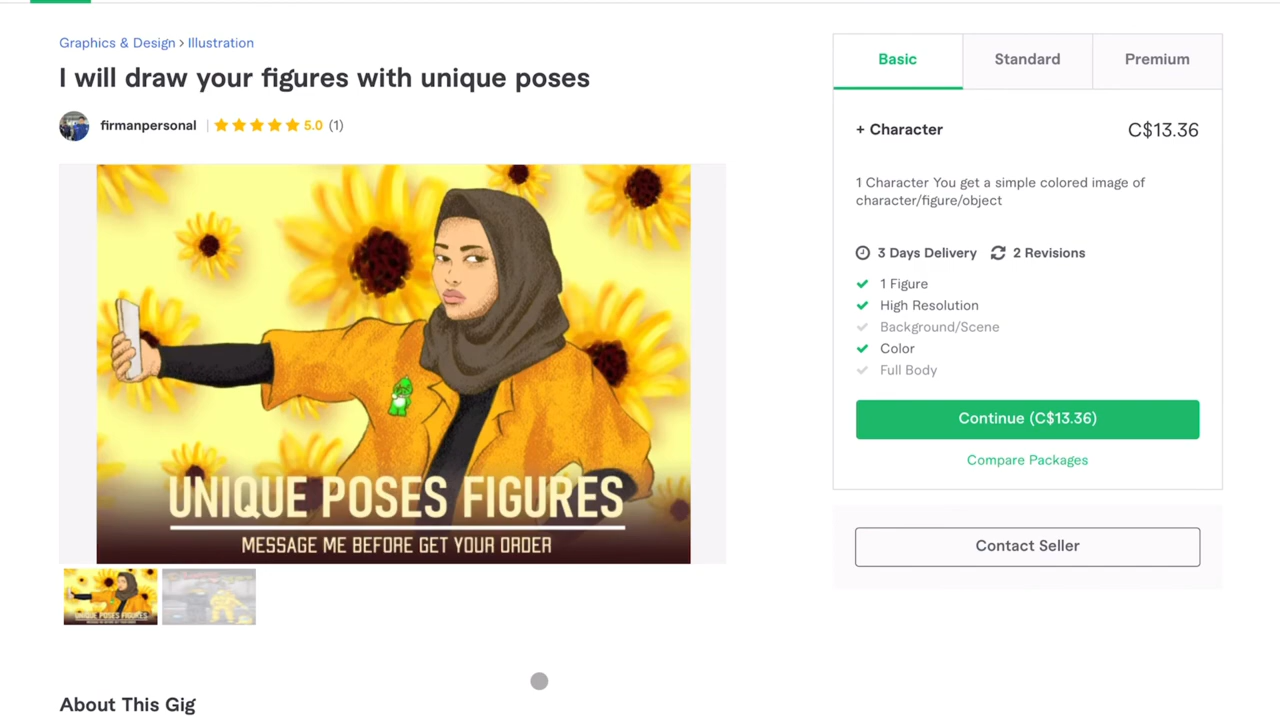 Graphics & Design > Illustration
I will draw your figures with unique poses
firmanpersonal | 5.0 (1)
UNIQUE POSES FIGURES
MESSAGE ME BEFORE GET YOUR ORDER
UNIQUE POSES FIGURES
About This Gig
Basic
Standard
Premium
+ Character
C$13.36
1 Character You get a simple colored image of
character/figure/object
3 Days Delivery
2 Revisions
1 Figure
High Resolution
Background/Scene
Color
Full Body
Continue (C$13.36)
Compare Packages
Contact Seller